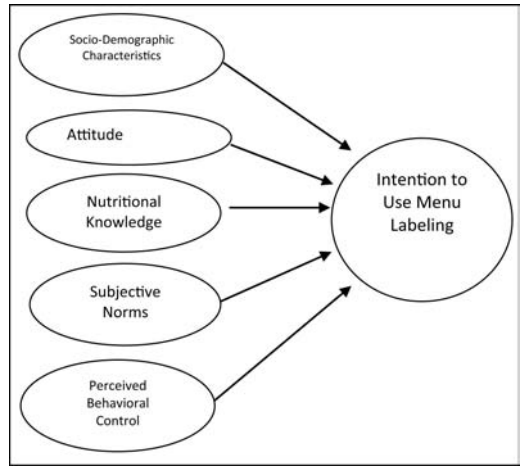 Socio-Demographic
Characteristics
Attitude
Nutritional
Knowledge
Subjective
Norms
Perceived
Behavioral
Control
Intention to
Use Menu
Labeling